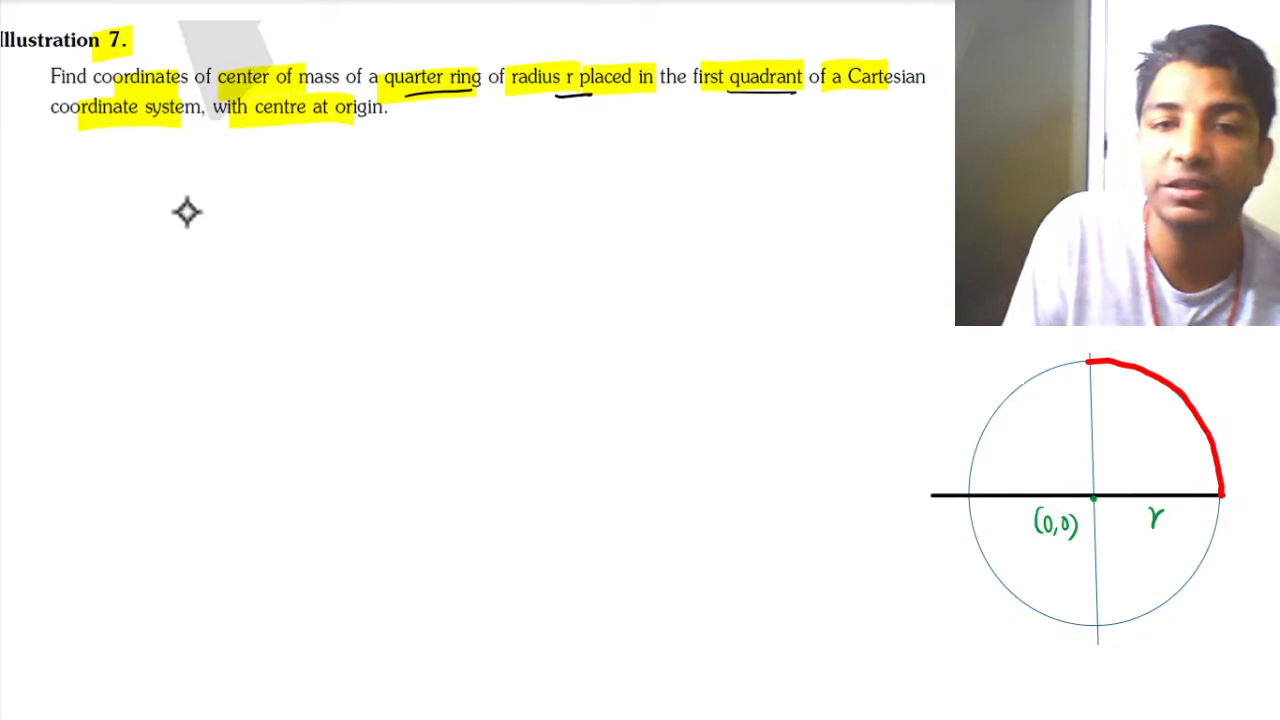 Illustration 7.
Find coordinates of center of mass of a quarter ring of radius r placed in the first quadrant of a Cartesian
coordinate system, with centre at origin.
(0,0)
r